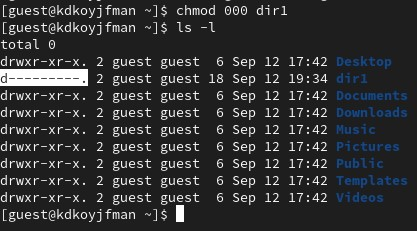 [guest@kdkoyjfman ~]$ chmod 000 dir1
[guest@kdkoyjfman ~]$ ls -l
total 0
drwxr-xr-x. 2 guest guest  6 Sep 12 17:42 Desktop
d---------. 2 guest guest 18 Sep 12 19:34 dir1
drwxr-xr-x. 2 guest guest  6 Sep 12 17:42 Documents
drwxr-xr-x. 2 guest guest  6 Sep 12 17:42 Downloads
drwxr-xr-x. 2 guest guest  6 Sep 12 17:42 Music
drwxr-xr-x. 2 guest guest  6 Sep 12 17:42 Pictures
drwxr-xr-x. 2 guest guest  6 Sep 12 17:42 Public
drwxr-xr-x. 2 guest guest  6 Sep 12 17:42 Templates
drwxr-xr-x. 2 guest guest  6 Sep 12 17:42 Videos
[guest@kdkoyjfman ~]$